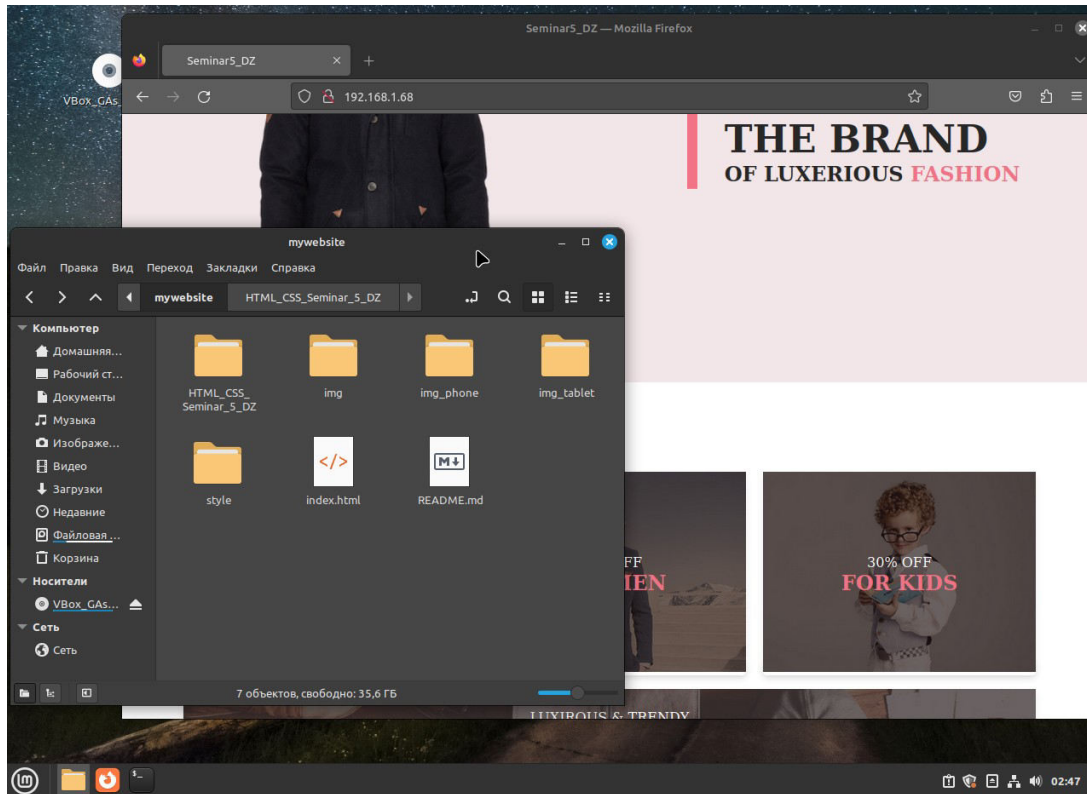 Seminar5_DZ — Mozilla Firefox
Seminar5_DZ
VBox_GAs
192.168.1.68
THE BRAND
OF LUXERIOUS FASHION
mywebsite
Файл Правка Вид Переход Закладки Справка
mywebsite HTML_CSS_Seminar_5_DZ
Компьютер
Домашняя...
Рабочий ст...
Документы
Музыка
Изображе...
Видео
Загрузки
Недавние
Файловая ...
Корзина
Носители
VBox_GAs...
Сеть
Сеть
HTML_CSS_
Seminar_5_DZ
img
img_phone
img_tablet
style
index.html
README.md
7 объектов, свободно: 35,6 ГБ
FF
IEN
30% OFF
FOR KIDS
LUXIROUS & TRENDY
02:47